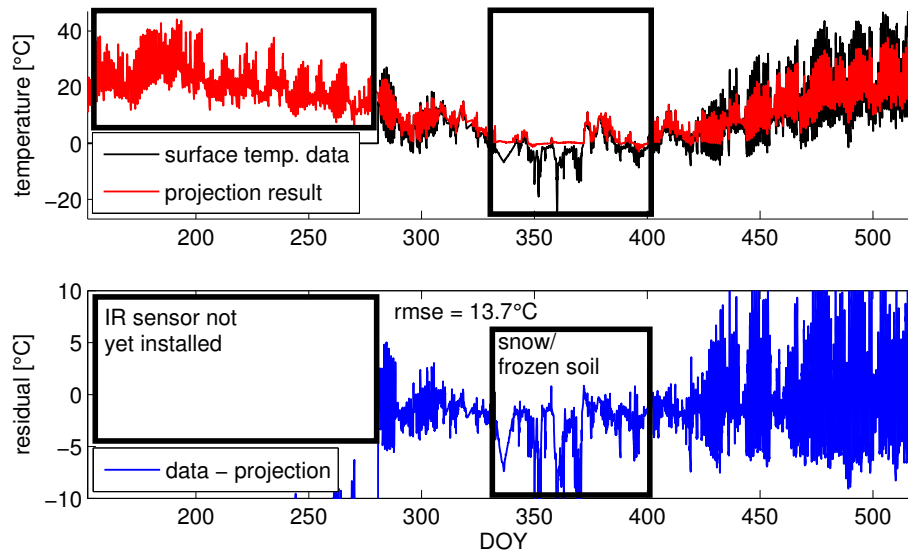 40
20
0
−20
temperature [°C]
surface temp. data
projection result
200 250 300 350 400 450 500
10
5
0
−5
−10
residual [°C]
IR sensor not
yet installed
rmse = 13.7°C
snow/
frozen soil
data − projection
200 250 300 350 400 450 500
DOY